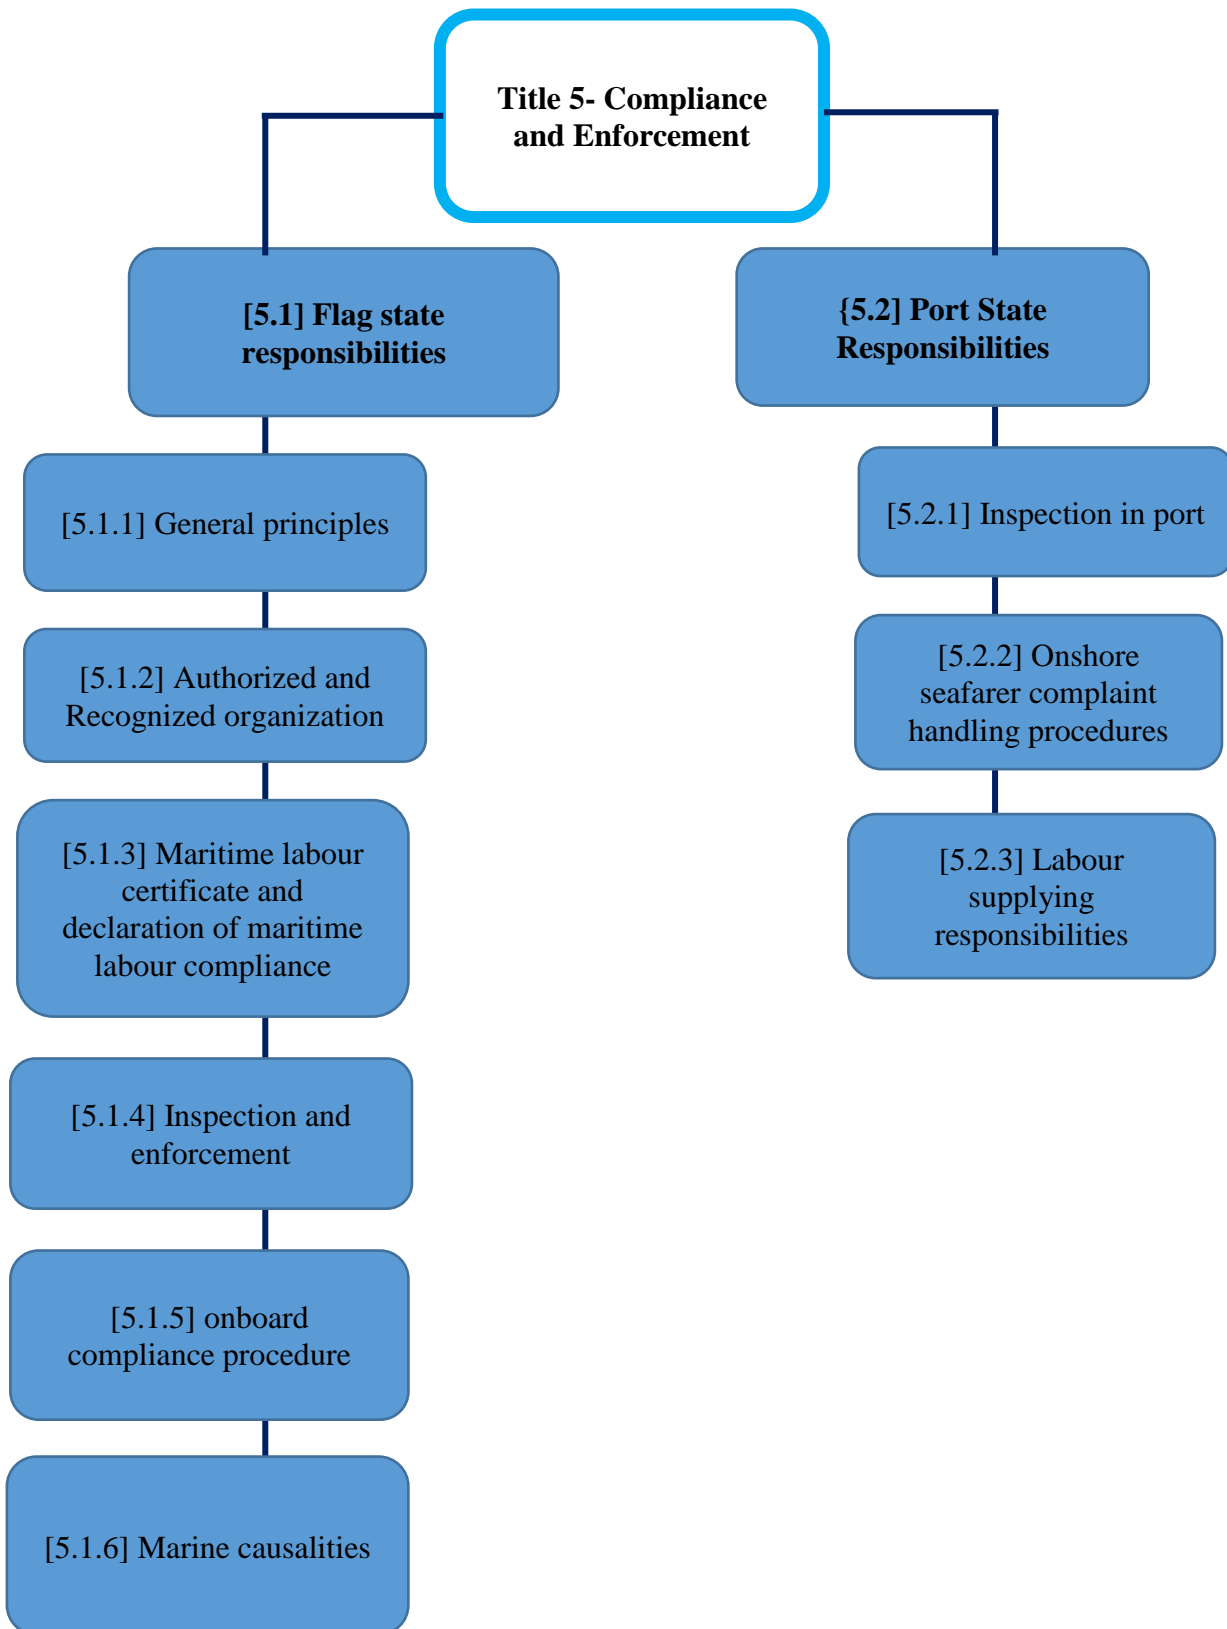 Title 5- Compliance
and Enforcement
[5.1] Flag state
responsibilities
[5.1.1] General principles
[5.1.2] Authorized and
Recognized organization
[5.1.3] Maritime labour
certificate and
declaration of maritime
labour compliance
[5.1.4] Inspection and
enforcement
[5.1.5] onboard
compliance procedure
[5.1.6] Marine causalities
{5.2] Port State
Responsibilities
[5.2.1] Inspection in port
[5.2.2] Onshore
seafarer complaint
handling procedures
[5.2.3] Labour
supplying
responsibilities